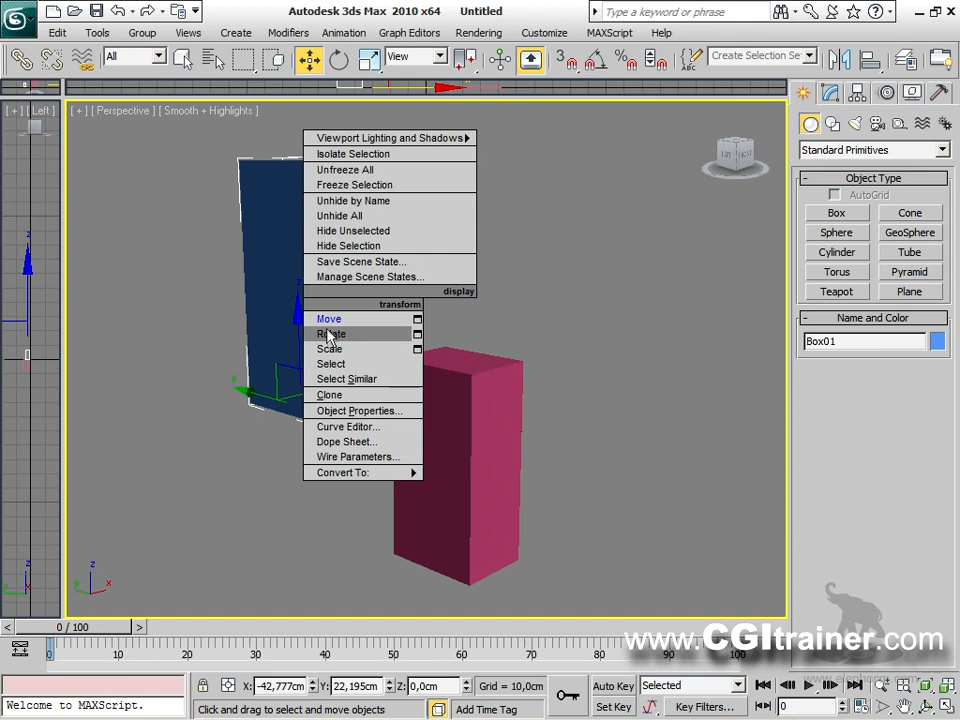 Autodesk 3ds Max 2010 x64 Untitled
Type a keyword or phrase
Edit Tools Group Views Create Modifiers Animation Graph Editors Rendering Customize MAXScript Help
All
View
Create Selection Se
[ + ] [ Left ]
[ + ] [ Perspective ] [ Smooth + Highlights ]
Viewport Lighting and Shadows
Isolate Selection
Unfreeze All
Freeze Selection
Unhide by Name
Unhide All
Hide Unselected
Hide Selection
Save Scene State...
Manage Scene States...
display
transform
Move
Rotate
Scale
Select
Select Similar
Clone
Object Properties...
Curve Editor...
Dope Sheet...
Wire Parameters...
Convert To:
Standard Primitives
- Object Type
AutoGrid
Box Cone
Sphere GeoSphere
Cylinder Tube
Torus Pyramid
Teapot Plane
- Name and Color
Box01
z
y
z
z
y x
< 0 / 100 >
0 10 20 30 40 50 60 70 80 90 100
www.CGItrainer.com
X: -42,777cm Y: 22,195cm Z: 0,0cm Grid = 10,0cm
Auto Key Selected
Set Key Key Filters... 0
Welcome to MAXScript.
Click and drag to select and move objects
Add Time Tag